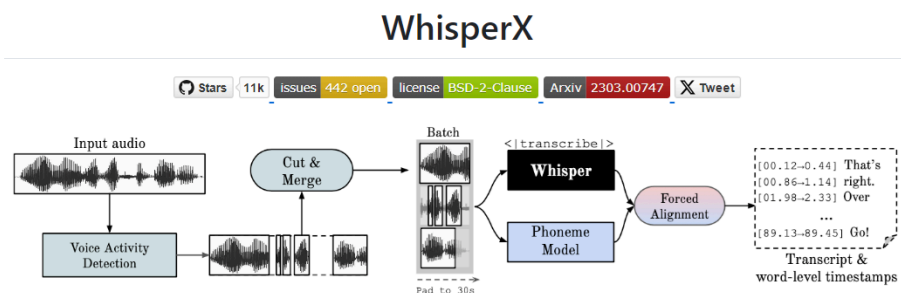 WhisperX
Stars 11k issues 442 open license BSD-2-Clause Arxiv 2303.00747 Tweet
Input audio
Voice Activity
Detection
Cut &
Merge
Batch
Pad to 30s
<|transcribe|>
Whisper
Phoneme
Model
Forced
Alignment
[00.12→0.44] That's
[00.86→1.14] right.
[01.98→2.33] Over
...
[89.13→89.45] Go!
Transcript &
word-level timestamps